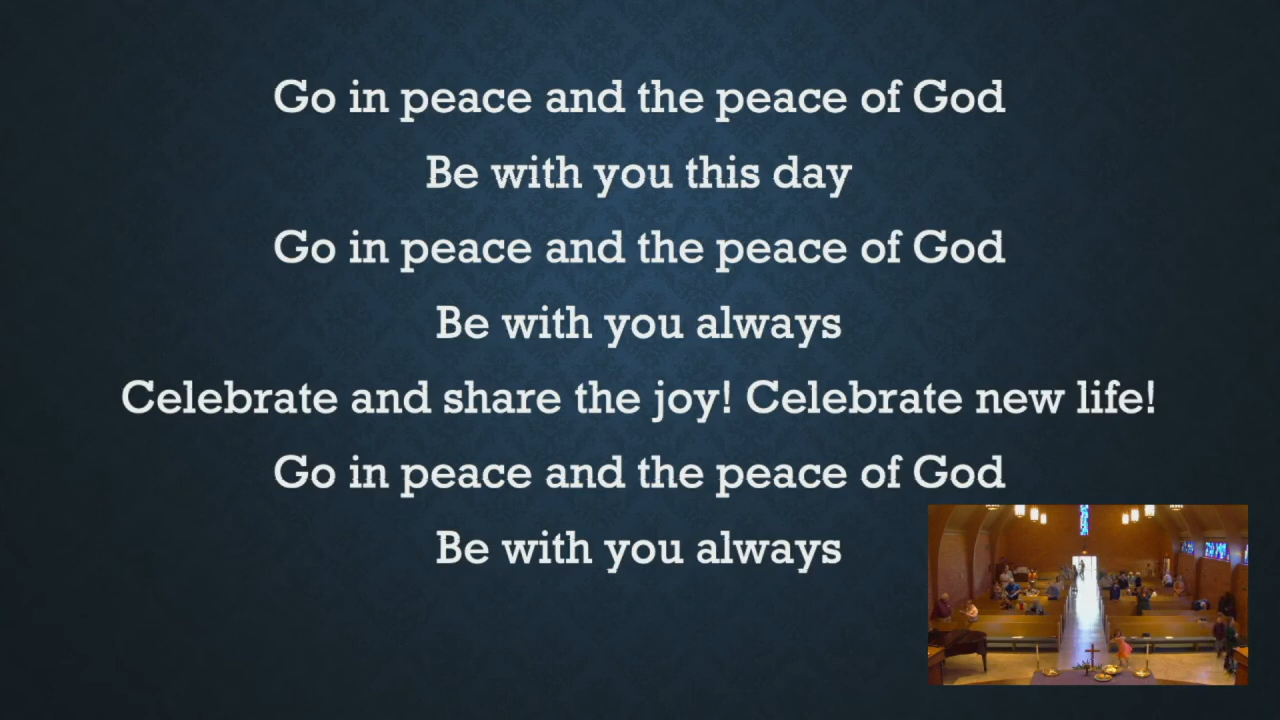 Go in peace and the peace of God
Be with you this day
Go in peace and the peace of God
Be with you always
Celebrate and share the joy! Celebrate new life!
Go in peace and the peace of God
Be with you always